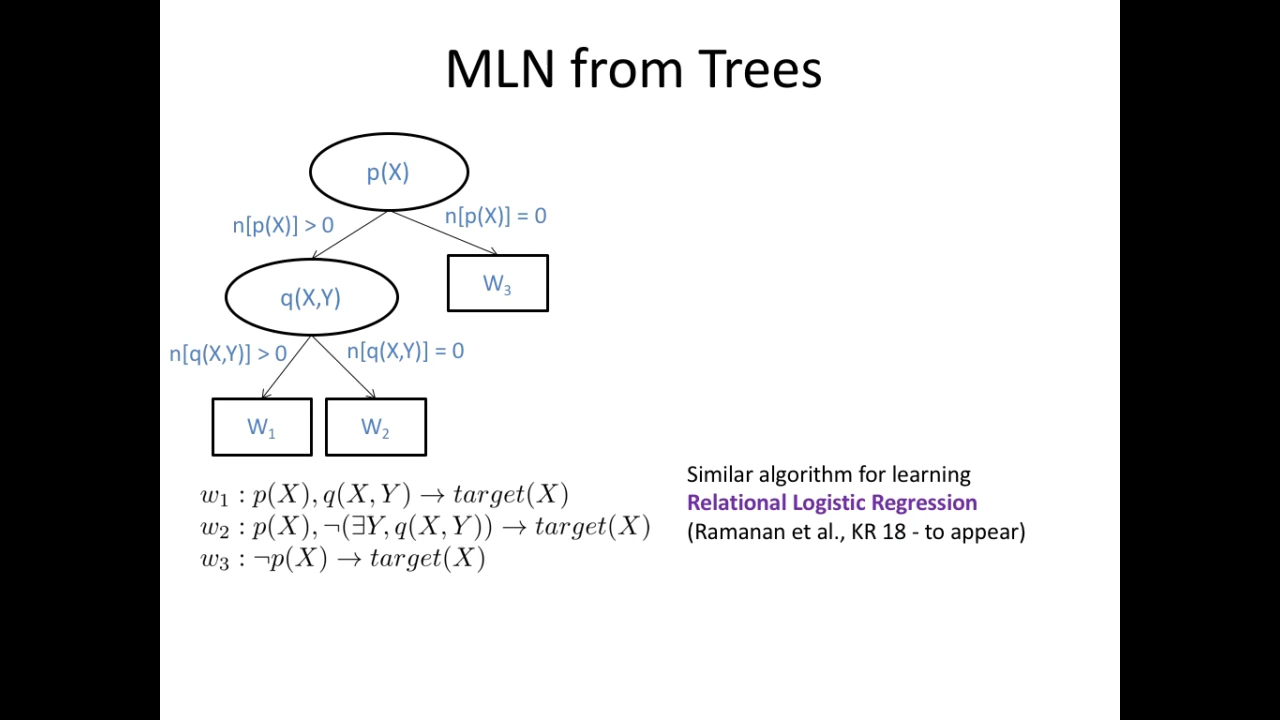 MLN from Trees
p(X)
n[p(X)] > 0
n[p(X)] = 0
q(X,Y)
W₃
n[q(X,Y)] > 0
n[q(X,Y)] = 0
W₁
W₂
w₁ : p(X), q(X, Y) → target(X)
w₂ : p(X), ¬(∃Y, q(X, Y)) → target(X)
w₃ : ¬p(X) → target(X)
Similar algorithm for learning
Relational Logistic Regression
(Ramanan et al., KR 18 - to appear)